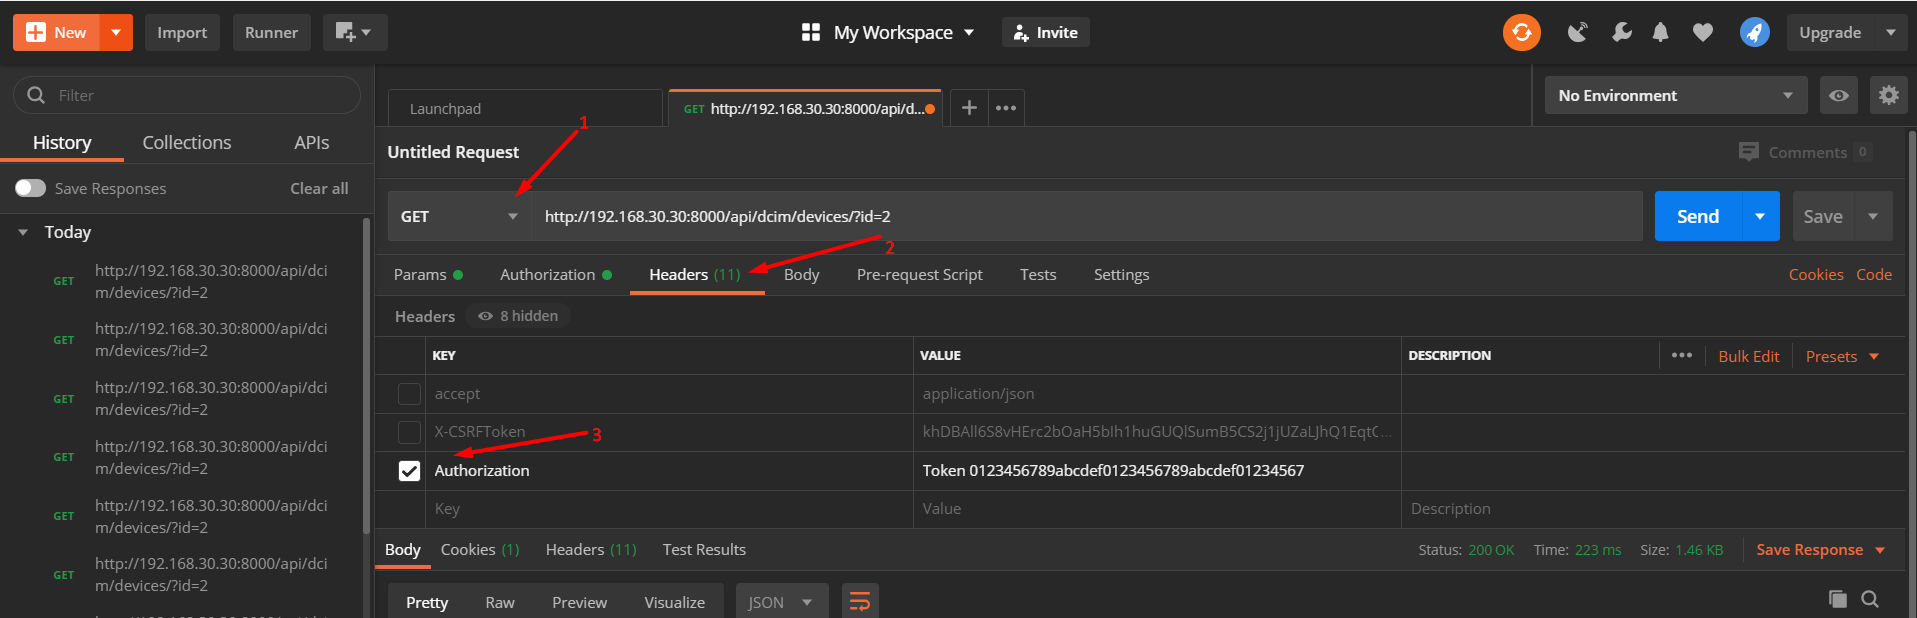 New
Import
Runner
My Workspace
Invite
Upgrade
Filter
History
Collections
APIs
Save Responses
Clear all
Today
GET http://192.168.30.30:8000/api/dci
m/devices/?id=2
GET http://192.168.30.30:8000/api/dci
m/devices/?id=2
GET http://192.168.30.30:8000/api/dci
m/devices/?id=2
GET http://192.168.30.30:8000/api/dci
m/devices/?id=2
GET http://192.168.30.30:8000/api/dci
m/devices/?id=2
GET http://192.168.30.30:8000/api/dci
m/devices/?id=2
Launchpad
GET http://192.168.30.30:8000/api/d...
No Environment
1
Untitled Request
Comments 0
GET
http://192.168.30.30:8000/api/dcim/devices/?id=2
Send
Save
2
Params
Authorization
Headers (11)
Body
Pre-request Script
Tests
Settings
Cookies
Code
Headers
8 hidden
KEY
VALUE
DESCRIPTION
Bulk Edit
Presets
accept
application/json
X-CSRFToken
3
Authorization
Token 0123456789abcdef0123456789abcdef01234567
Key
Value
Description
Body
Cookies (1)
Headers (11)
Test Results
Status: 200 OK
Time: 223 ms
Size: 1.46 KB
Save Response
Pretty
Raw
Preview
Visualize
JSON